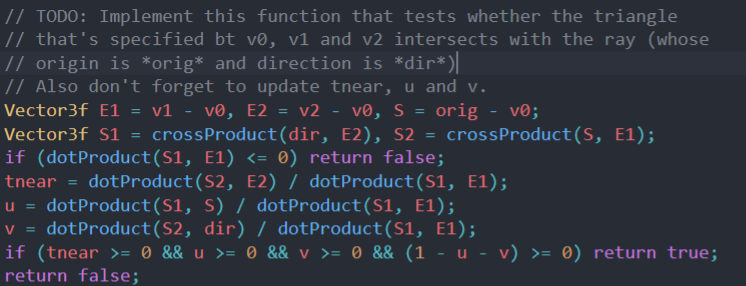 // TODO: Implement this function that tests whether the triangle
// that's specified bt v0, v1 and v2 intersects with the ray (whose
// origin is *orig* and direction is *dir*)
// Also don't forget to update tnear, u and v.
Vector3f E1 = v1 - v0, E2 = v2 - v0, S = orig - v0;
Vector3f S1 = crossProduct(dir, E2), S2 = crossProduct(S, E1);
if (dotProduct(S1, E1) <= 0) return false;
tnear = dotProduct(S2, E2) / dotProduct(S1, E1);
u = dotProduct(S1, S) / dotProduct(S1, E1);
v = dotProduct(S2, dir) / dotProduct(S1, E1);
if (tnear >= 0 && u >= 0 && v >= 0 && (1 - u - v) >= 0) return true;
return false;